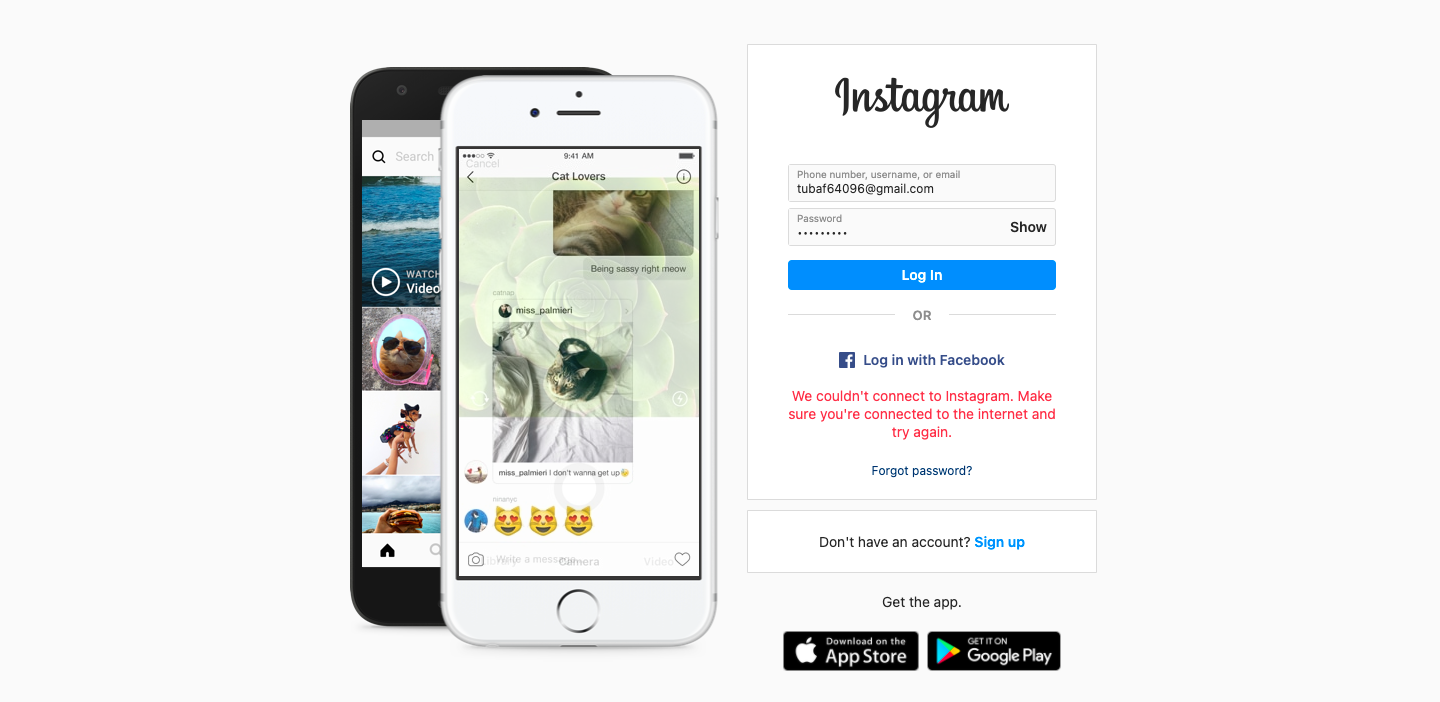 Search
WATCH
Video
9:41 AM
Cancel
Cat Lovers
Being sassy right meow
catnap
miss_palmieri
miss_palmieri I don't wanna get up😪
ninanyc
😻😻😻
Write a message...
Library
Camera
Video
Instagram
Phone number, username, or email
tubaf64096@gmail.com
Password
•••••••••
Show
Log In
OR
Log in with Facebook
We couldn't connect to Instagram. Make
sure you're connected to the internet and
try again.
Forgot password?
Don't have an account? Sign up
Get the app.
Download on the
App Store
GET IT ON
Google Play